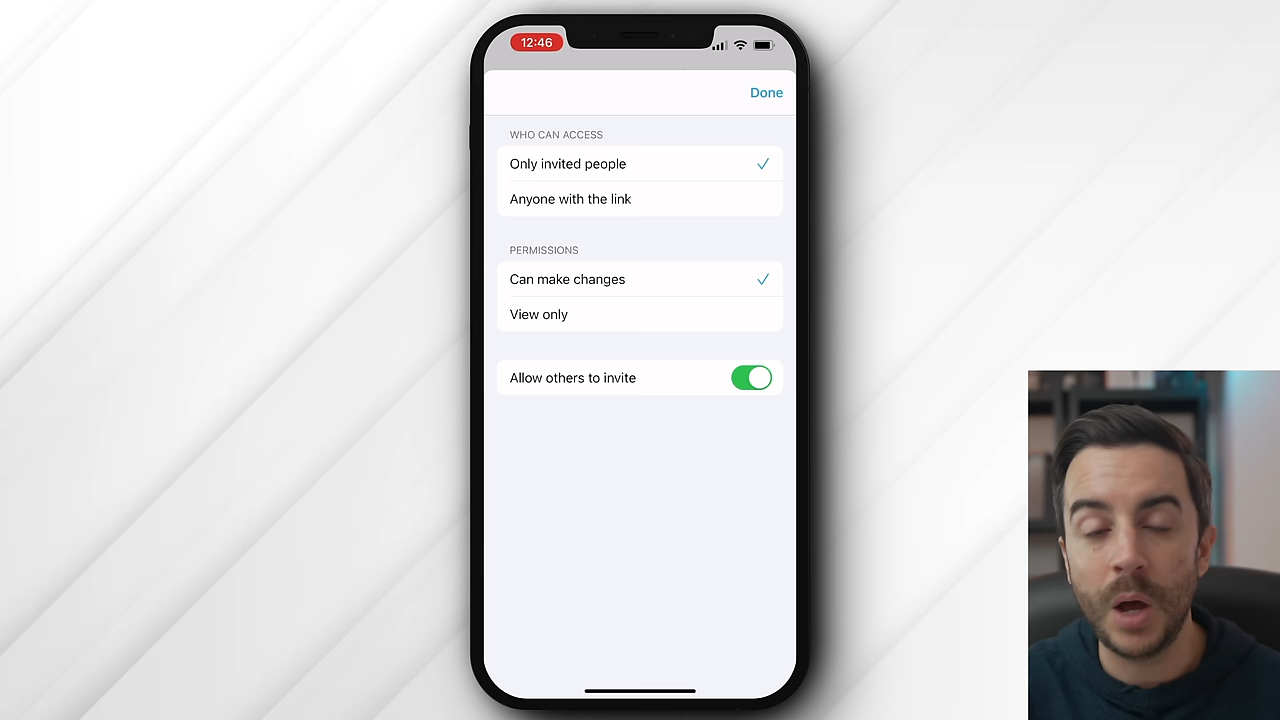 12:46
Done
WHO CAN ACCESS
Only invited people
Anyone with the link
PERMISSIONS
Can make changes
View only
Allow others to invite